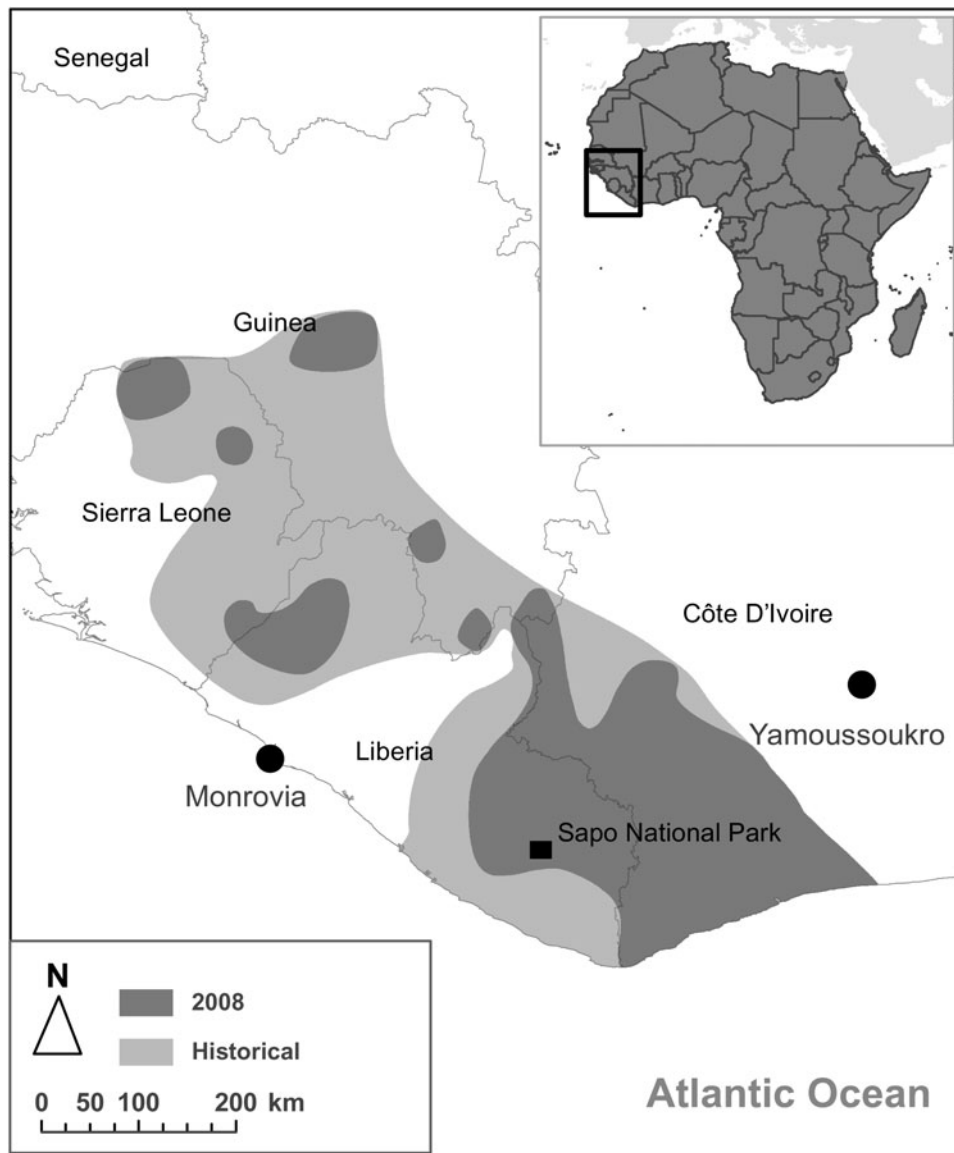 Senegal
Guinea
Sierra Leone
Côte D'Ivoire
Yamoussoukro
Liberia
Monrovia
Sapo National Park
N
2008
Historical
0 50 100 200 km
Atlantic Ocean